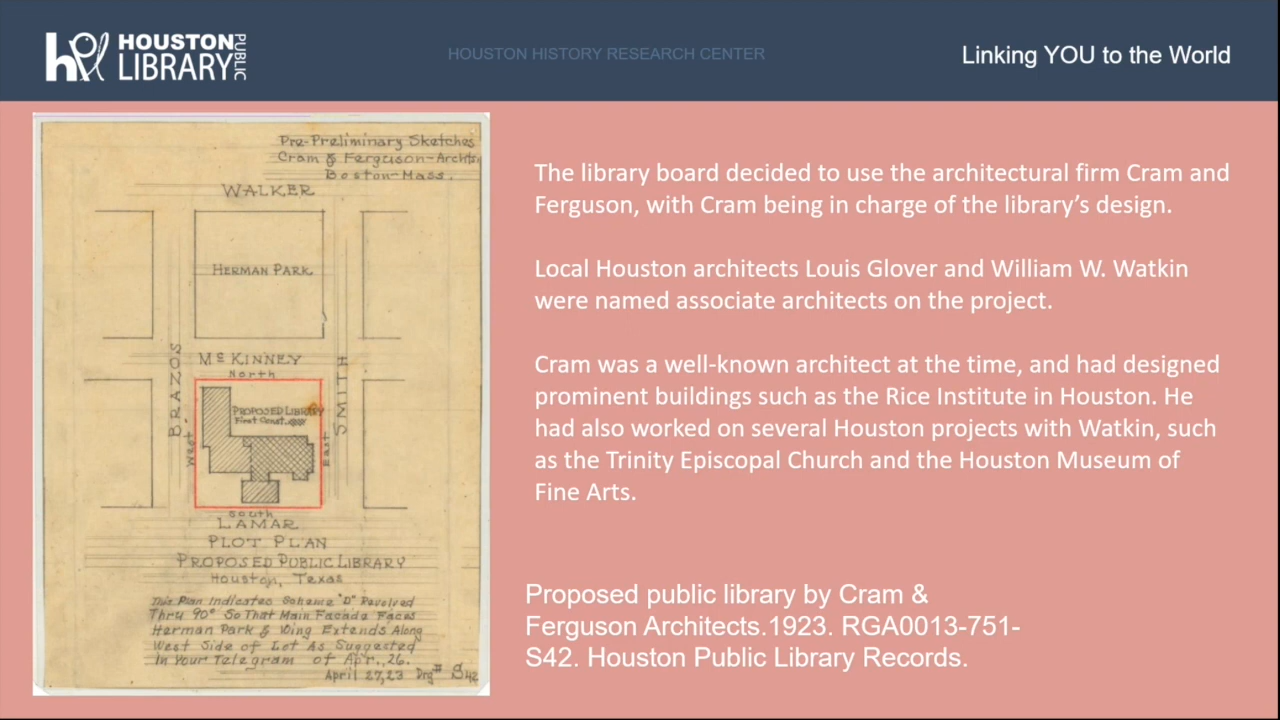 HOUSTON
LIBRARY
PUBLIC
HOUSTON HISTORY RESEARCH CENTER
Linking YOU to the World
Pre-Preliminary Sketches
Cram & Ferguson-Archts,
Boston-Mass.
WALKER
HERMAN PARK
McKINNEY
North
BRAZOS
SMITH
PROPOSED LIBRARY
First Const.
West
East
South
LAMAR
PLOT PLAN
PROPOSED PUBLIC LIBRARY
Houston, Texas
This Plan Indicates Scheme "D" Revolved
Thru 90° So That Main Facade Faces
Herman Park & Wing Extends Along
West Side of Lot As Suggested
In Your Telegram of Apr., 26.
April 27, 23 Drg# S42
The library board decided to use the architectural firm Cram and
Ferguson, with Cram being in charge of the library's design.
Local Houston architects Louis Glover and William W. Watkin
were named associate architects on the project.
Cram was a well-known architect at the time, and had designed
prominent buildings such as the Rice Institute in Houston. He
had also worked on several Houston projects with Watkin, such
as the Trinity Episcopal Church and the Houston Museum of
Fine Arts.
Proposed public library by Cram &
Ferguson Architects.1923. RGA0013-751-
S42. Houston Public Library Records.